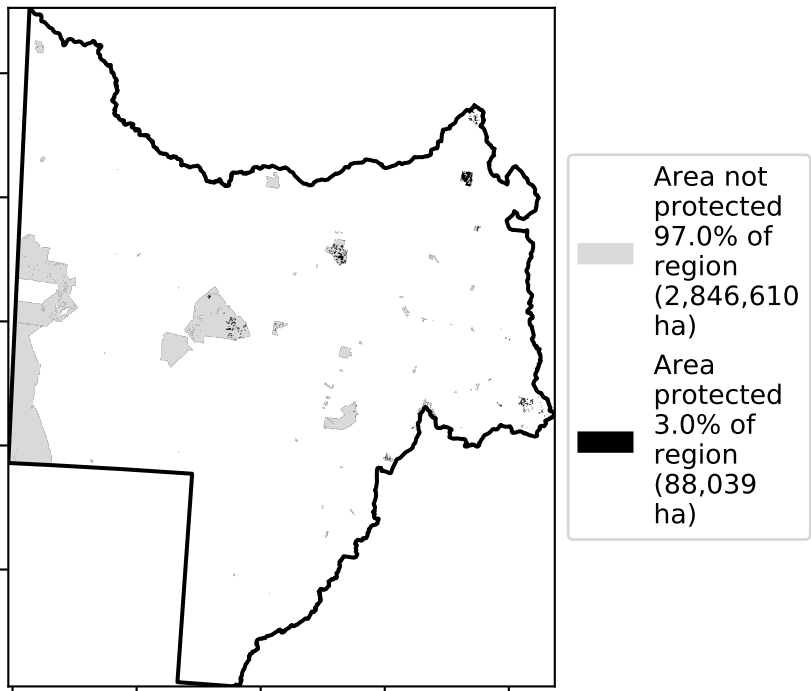 Area not
protected
97.0% of
region
(2,846,610
ha)
Area
protected
3.0% of
region
(88,039
ha)